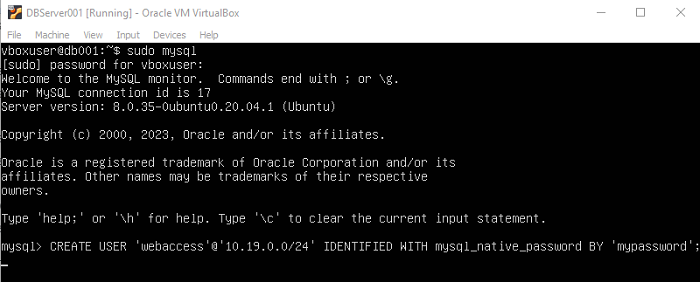 DBServer001 [Running] - Oracle VM VirtualBox
File Machine View Input Devices Help
vboxuser@db001:~$ sudo mysql
[sudo] password for vboxuser:
Welcome to the MySQL monitor.  Commands end with ; or \g.
Your MySQL connection id is 17
Server version: 8.0.35-0ubuntu0.20.04.1 (Ubuntu)
Copyright (c) 2000, 2023, Oracle and/or its affiliates.
Oracle is a registered trademark of Oracle Corporation and/or its
affiliates. Other names may be trademarks of their respective
owners.
Type 'help;' or '\h' for help. Type '\c' to clear the current input statement.
mysql> CREATE USER 'webaccess'@'10.19.0.0/24' IDENTIFIED WITH mysql_native_password BY 'mypassword';